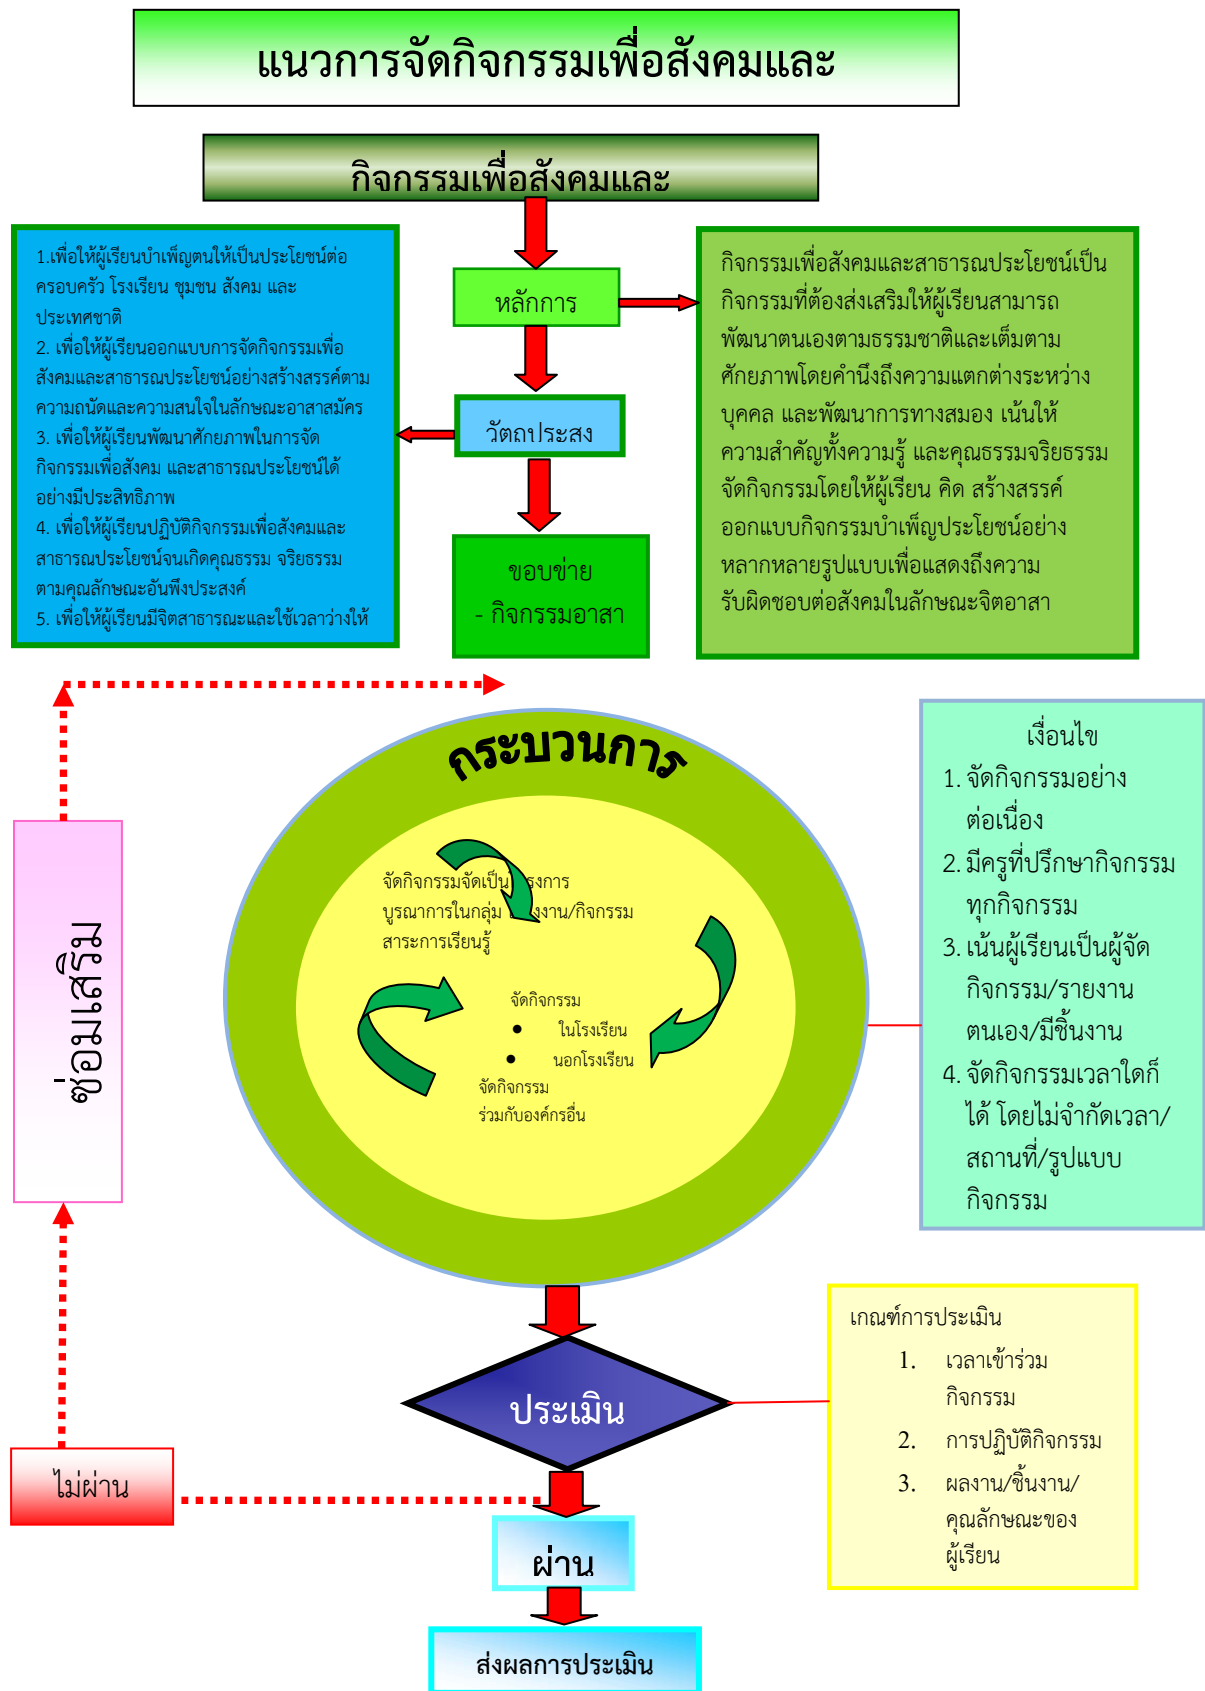 แนวการจัดกิจกรรมเพื่อสังคมและ
กิจกรรมเพื่อสังคมและ
หลักการ
วัตถุประสง
ขอบข่าย
- กิจกรรมอาสา
1.เพื่อให้ผู้เรียนบำเพ็ญตนให้เป็นประโยชน์ต่อ
ครอบครัว โรงเรียน ชุมชน สังคม และ
ประเทศชาติ
2. เพื่อให้ผู้เรียนออกแบบการจัดกิจกรรมเพื่อ
สังคมและสาธารณประโยชน์อย่างสร้างสรรค์ตาม
ความถนัดและความสนใจในลักษณะอาสาสมัคร
3. เพื่อให้ผู้เรียนพัฒนาศักยภาพในการจัด
กิจกรรมเพื่อสังคม และสาธารณประโยชน์ได้
อย่างมีประสิทธิภาพ
4. เพื่อให้ผู้เรียนปฏิบัติกิจกรรมเพื่อสังคมและ
สาธารณประโยชน์จนเกิดคุณธรรม จริยธรรม
ตามคุณลักษณะอันพึงประสงค์
5. เพื่อให้ผู้เรียนมีจิตสาธารณะและใช้เวลาว่างให้
กิจกรรมเพื่อสังคมและสาธารณประโยชน์เป็น
กิจกรรมที่ต้องส่งเสริมให้ผู้เรียนสามารถ
พัฒนาตนเองตามธรรมชาติและเต็มตาม
ศักยภาพโดยคำนึงถึงความแตกต่างระหว่าง
บุคคล และพัฒนาการทางสมอง เน้นให้
ความสำคัญทั้งความรู้ และคุณธรรมจริยธรรม
จัดกิจกรรมโดยให้ผู้เรียน คิด สร้างสรรค์
ออกแบบกิจกรรมบำเพ็ญประโยชน์อย่าง
หลากหลายรูปแบบเพื่อแสดงถึงความ
รับผิดชอบต่อสังคมในลักษณะจิตอาสา
กระบวนการ
จัดกิจกรรมจัดเป็นโครงการ
บูรณาการในกลุ่ม โครงงาน/กิจกรรม
สาระการเรียนรู้
จัดกิจกรรม
• ในโรงเรียน
• นอกโรงเรียน
จัดกิจกรรม
ร่วมกับองค์กรอื่น
เงื่อนไข
1. จัดกิจกรรมอย่าง
ต่อเนื่อง
2. มีครูที่ปรึกษากิจกรรม
ทุกกิจกรรม
3. เน้นผู้เรียนเป็นผู้จัด
กิจกรรม/รายงาน
ตนเอง/มีชิ้นงาน
4. จัดกิจกรรมเวลาใดก็
ได้ โดยไม่จำกัดเวลา/
สถานที่/รูปแบบ
กิจกรรม
ซ่อมเสริม
ประเมิน
เกณฑ์การประเมิน
1. เวลาเข้าร่วม
กิจกรรม
2. การปฏิบัติกิจกรรม
3. ผลงาน/ชิ้นงาน/
คุณลักษณะของ
ผู้เรียน
ไม่ผ่าน
ผ่าน
ส่งผลการประเมิน